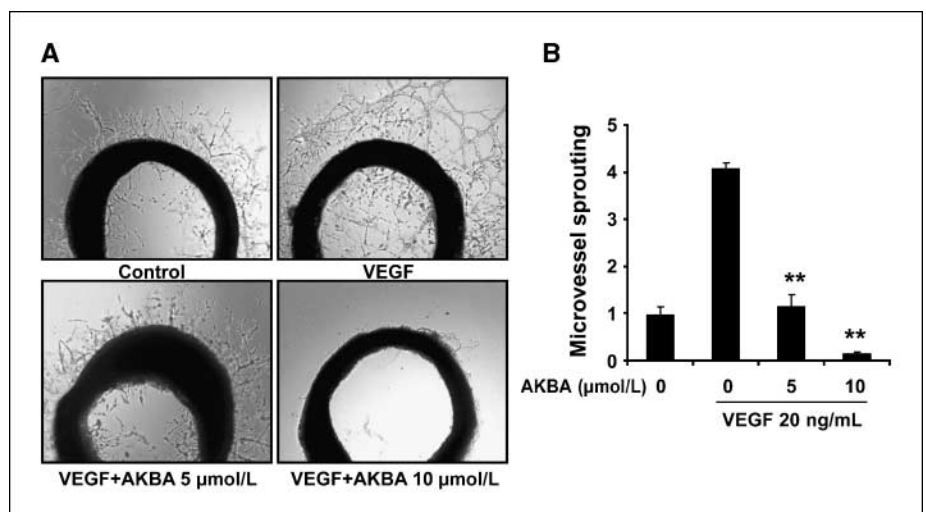 A
Control
VEGF
VEGF+AKBA 5 μmol/L
VEGF+AKBA 10 μmol/L
B
Microvessel sprouting
5
4
3
2
1
0
**
**
AKBA (μmol/L) 0 0 5 10
VEGF 20 ng/mL